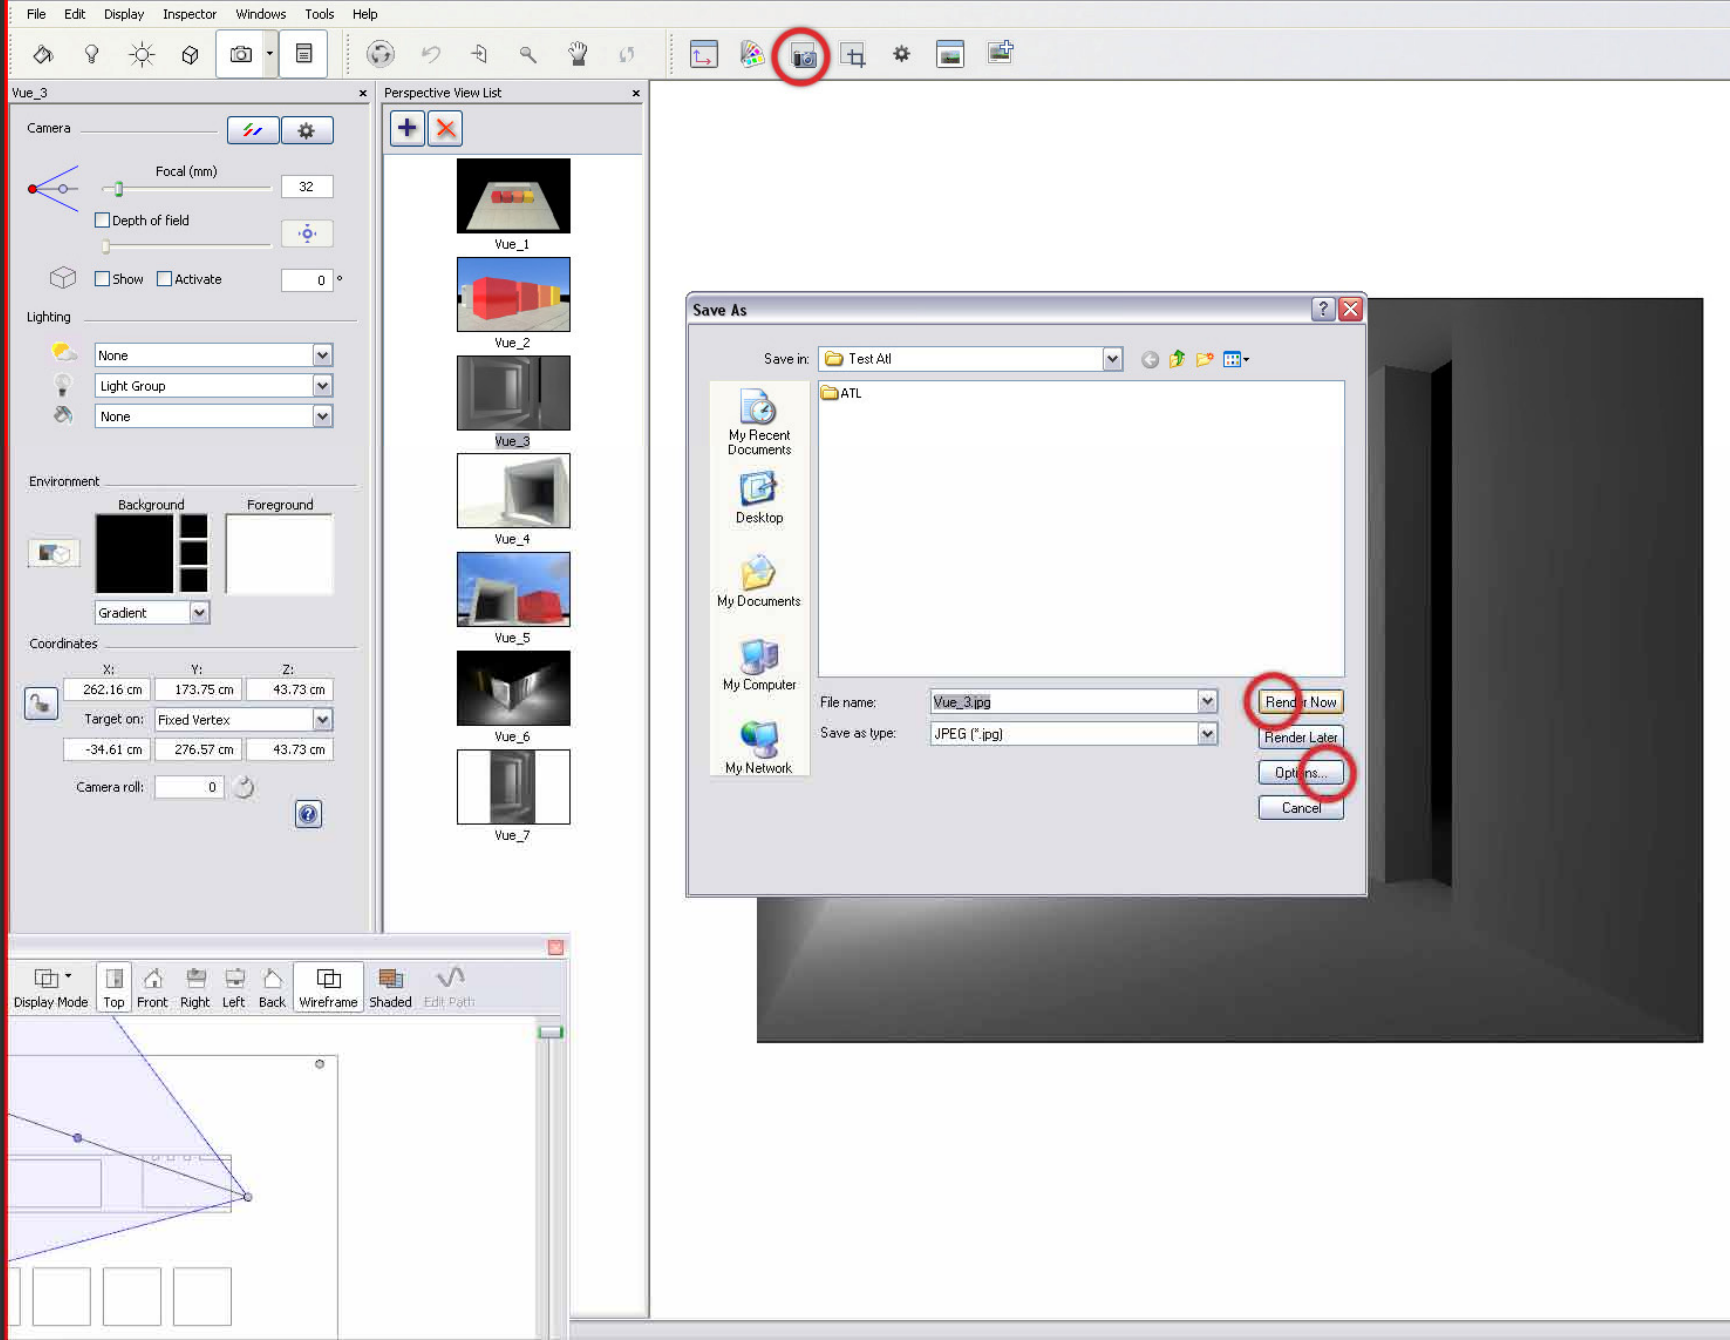 File Edit Display Inspector Windows Tools Help
Vue_3
Camera
Focal (mm)
32
Depth of field
Show Activate 0 °
Lighting
None
Light Group
None
Environment
Background Foreground
Gradient
Coordinates
X: Y: Z:
262.16 cm 173.75 cm 43.73 cm
Target on: Fixed Vertex
-34.61 cm 276.57 cm 43.73 cm
Camera roll: 0
Perspective View List
Vue_1
Vue_2
Vue_3
Vue_4
Vue_5
Vue_6
Vue_7
Save As
Save in: Test Atl
ATL
My Recent
Documents
Desktop
My Documents
My Computer
My Network
File name: Vue_3.jpg
Save as type: JPEG (*.jpg)
Render Now
Render Later
Options...
Cancel
Display Mode Top Front Right Left Back Wireframe Shaded Edit Path